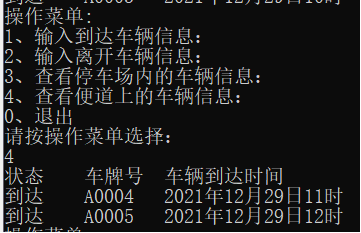 操作菜单:
1、输入到达车辆信息:
2、输入离开车辆信息:
3、查看停车场内的车辆信息:
4、查看便道上的车辆信息:
0、退出
请按操作菜单选择:
4
状态 车牌号 车辆到达时间
到达 A0004 2021年12月29日11时
到达 A0005 2021年12月29日12时